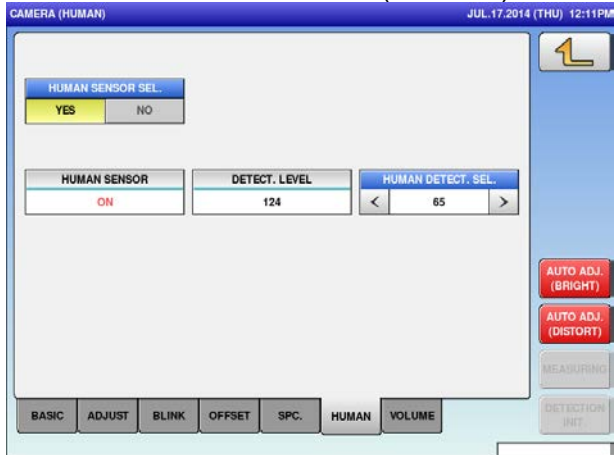 CAMERA (HUMAN) JUL.17.2014 (THU) 12:11PM
HUMAN SENSOR SEL.
YES NO
HUMAN SENSOR DETECT. LEVEL HUMAN DETECT. SEL.
ON 124 < 65 >
AUTO ADJ.
(BRIGHT)
AUTO ADJ.
(DISTORT)
MEASURING
DETECTION
INIT.
BASIC ADJUST BLINK OFFSET SPC. HUMAN VOLUME